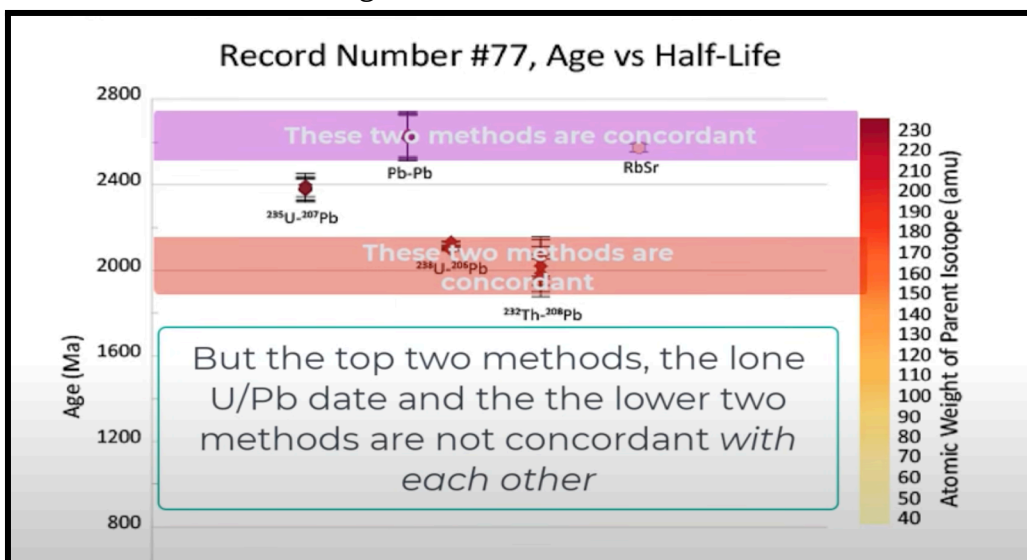 Record Number #77, Age vs Half-Life
2800
These two methods are concordant
Pb-Pb
RbSr
2400
²³⁵U-²⁰⁷Pb
These two methods are
concordant
²³⁸U-²⁰⁶Pb
2000
²³²Th-²⁰⁸Pb
But the top two methods, the lone
U/Pb date and the the lower two
methods are not concordant with
each other
1600
1200
800
Age (Ma)
230
220
210
200
190
180
170
160
150
140
130
120
110
100
90
80
70
60
50
40
Atomic Weight of Parent Isotope (amu)